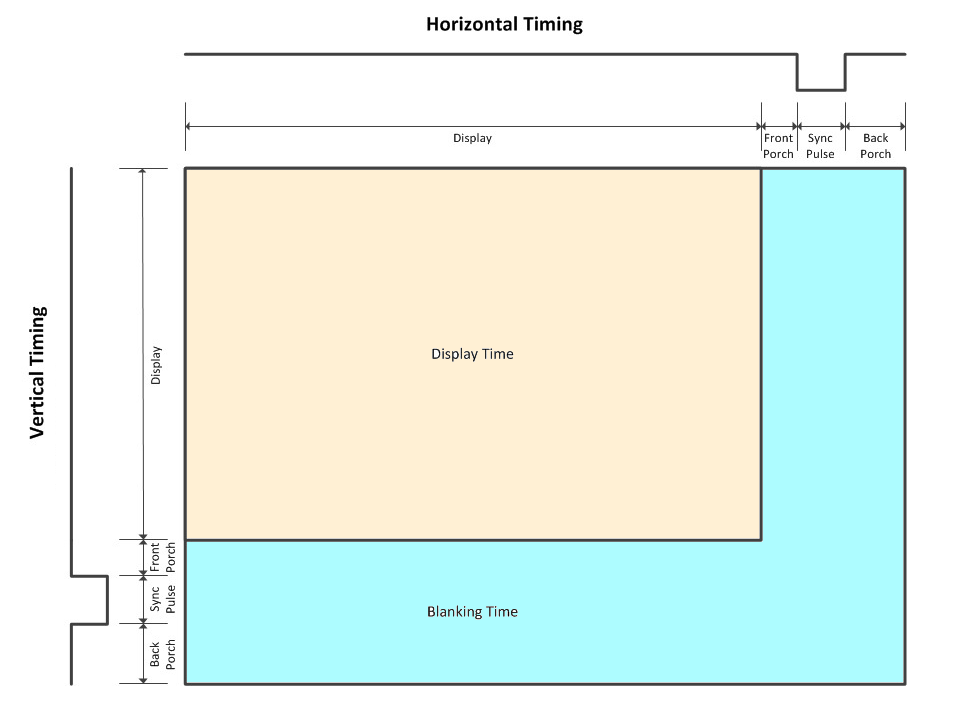 Horizontal Timing
Display
Front
Porch
Sync
Pulse
Back
Porch
Vertical Timing
Display
Front
Porch
Sync
Pulse
Back
Porch
Display Time
Blanking Time